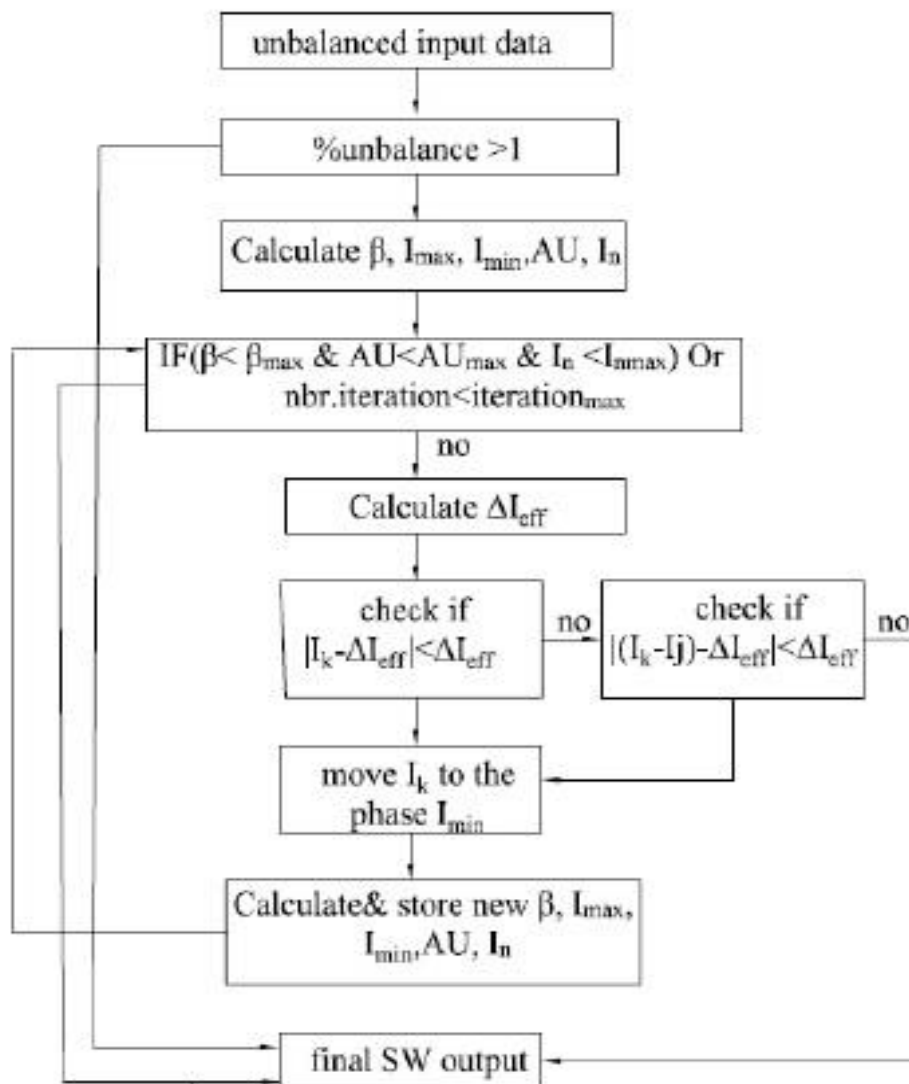 unbalanced input data
%unbalance >1
Calculate β, Imax, Imin,AU, In
IF(β< βmax & AU<AUmax & In <Inmax) Or
nbr.iteration<iterationmax
no
Calculate ΔIeff
check if
|Ik-ΔIeff|<ΔIeff
no
check if
|(Ik-Ij)-ΔIeff|<ΔIeff
no
move Ik to the
phase Imin
Calculate& store new β, Imax,
Imin,AU, In
final SW output